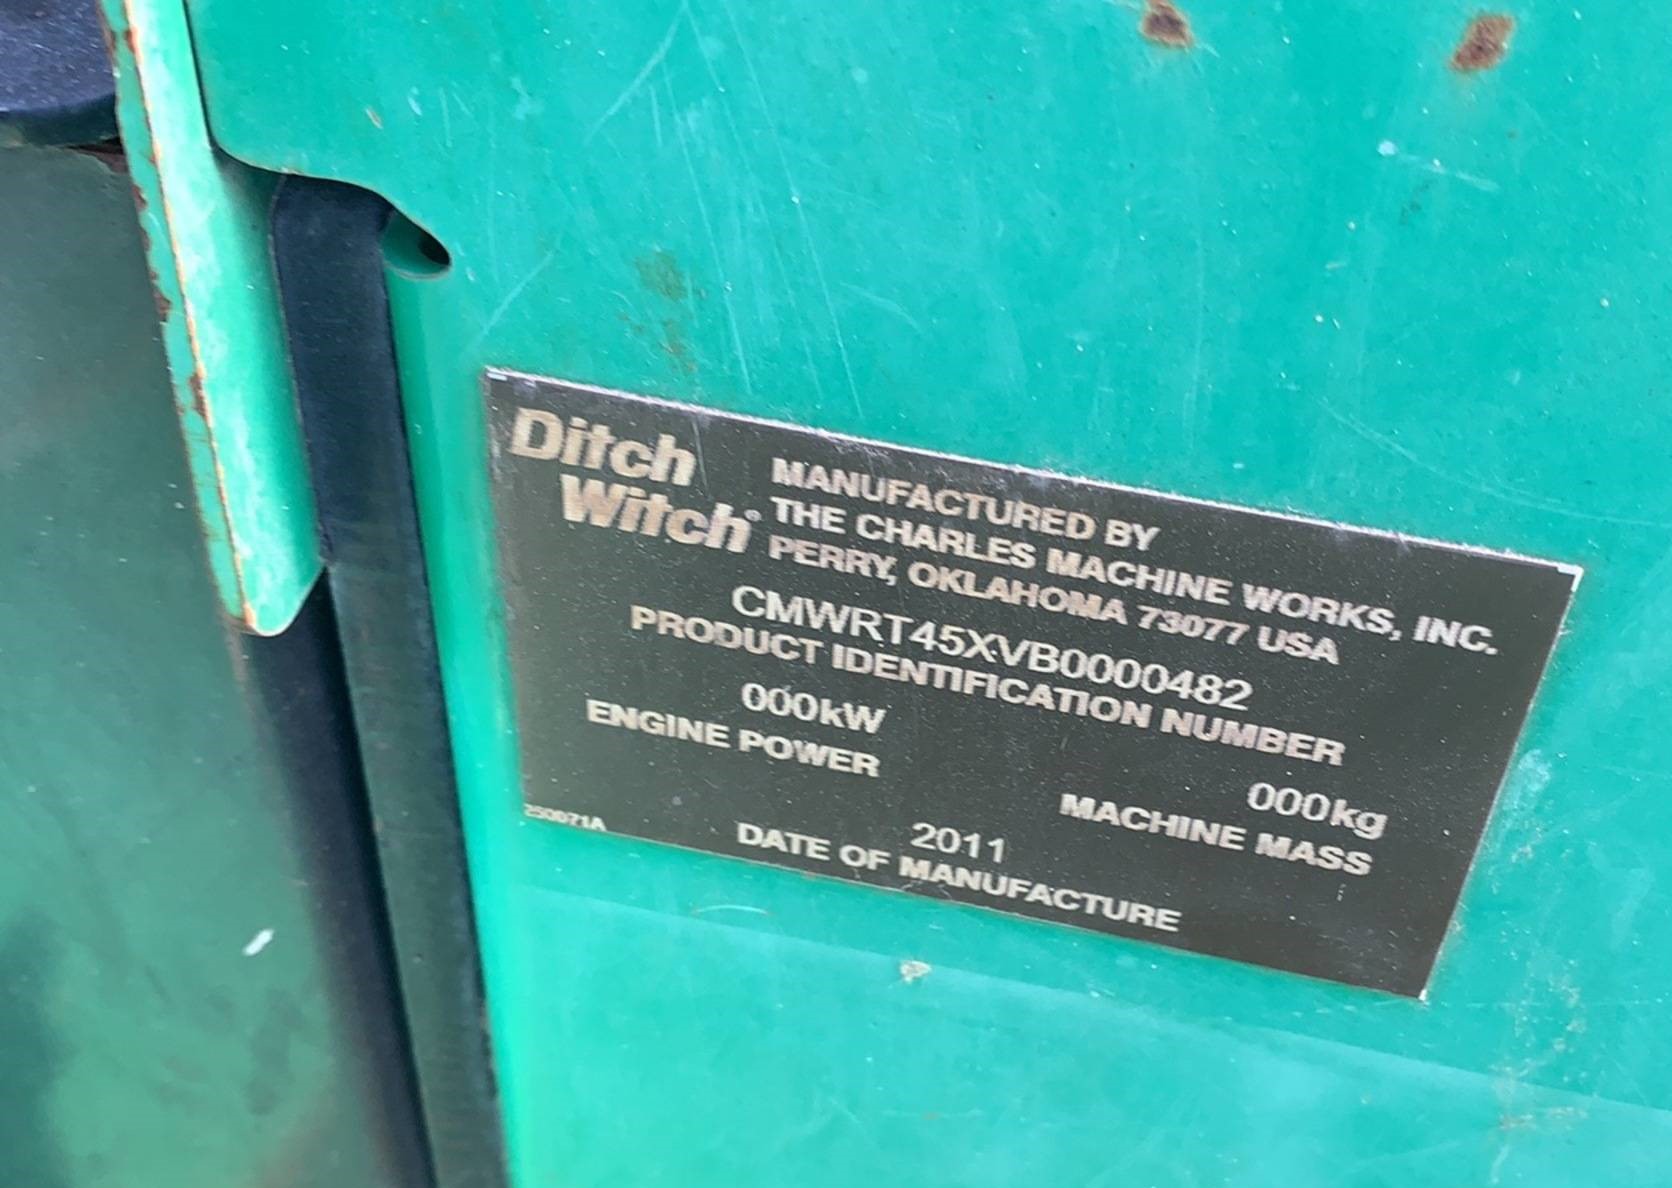 Ditch
Witch®
MANUFACTURED BY
THE CHARLES MACHINE WORKS, INC.
PERRY, OKLAHOMA 73077 USA
CMWRT45XVB0000482
PRODUCT IDENTIFICATION NUMBER
000kW
ENGINE POWER
000kg
MACHINE MASS
250071A
2011
DATE OF MANUFACTURE